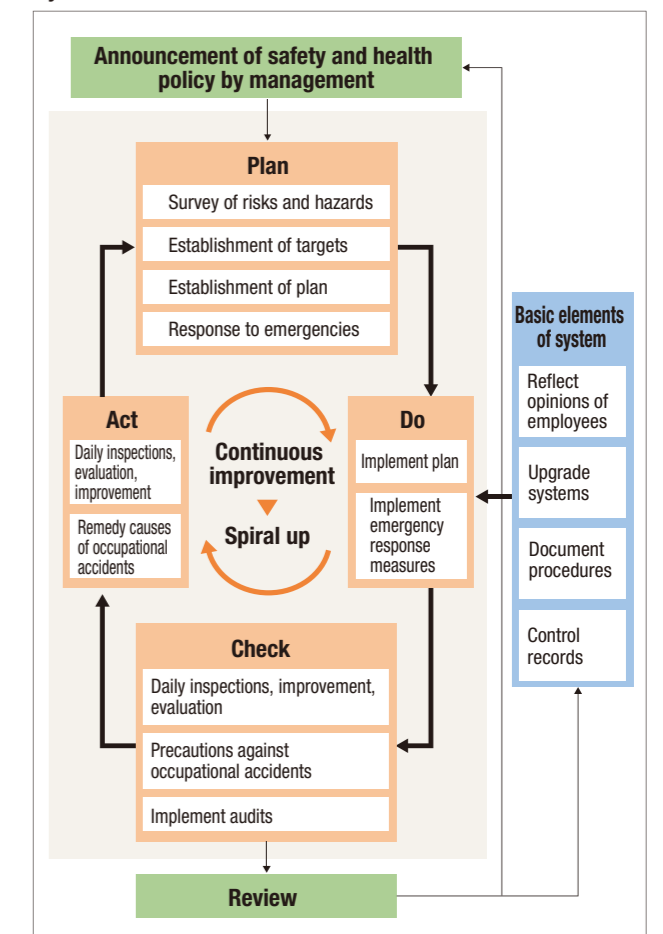 Announcement of safety and health
policy by management
Plan
Survey of risks and hazards
Establishment of targets
Establishment of plan
Response to emergencies
Act
Daily inspections,
evaluation,
improvement
Remedy causes
of occupational
accidents
Continuous
improvement
Spiral up
Do
Implement plan
Implement
emergency
response
measures
Basic elements
of system
Reflect
opinions of
employees
Upgrade
systems
Document
procedures
Control
records
Check
Daily inspections, improvement,
evaluation
Precautions against
occupational accidents
Implement audits
Review